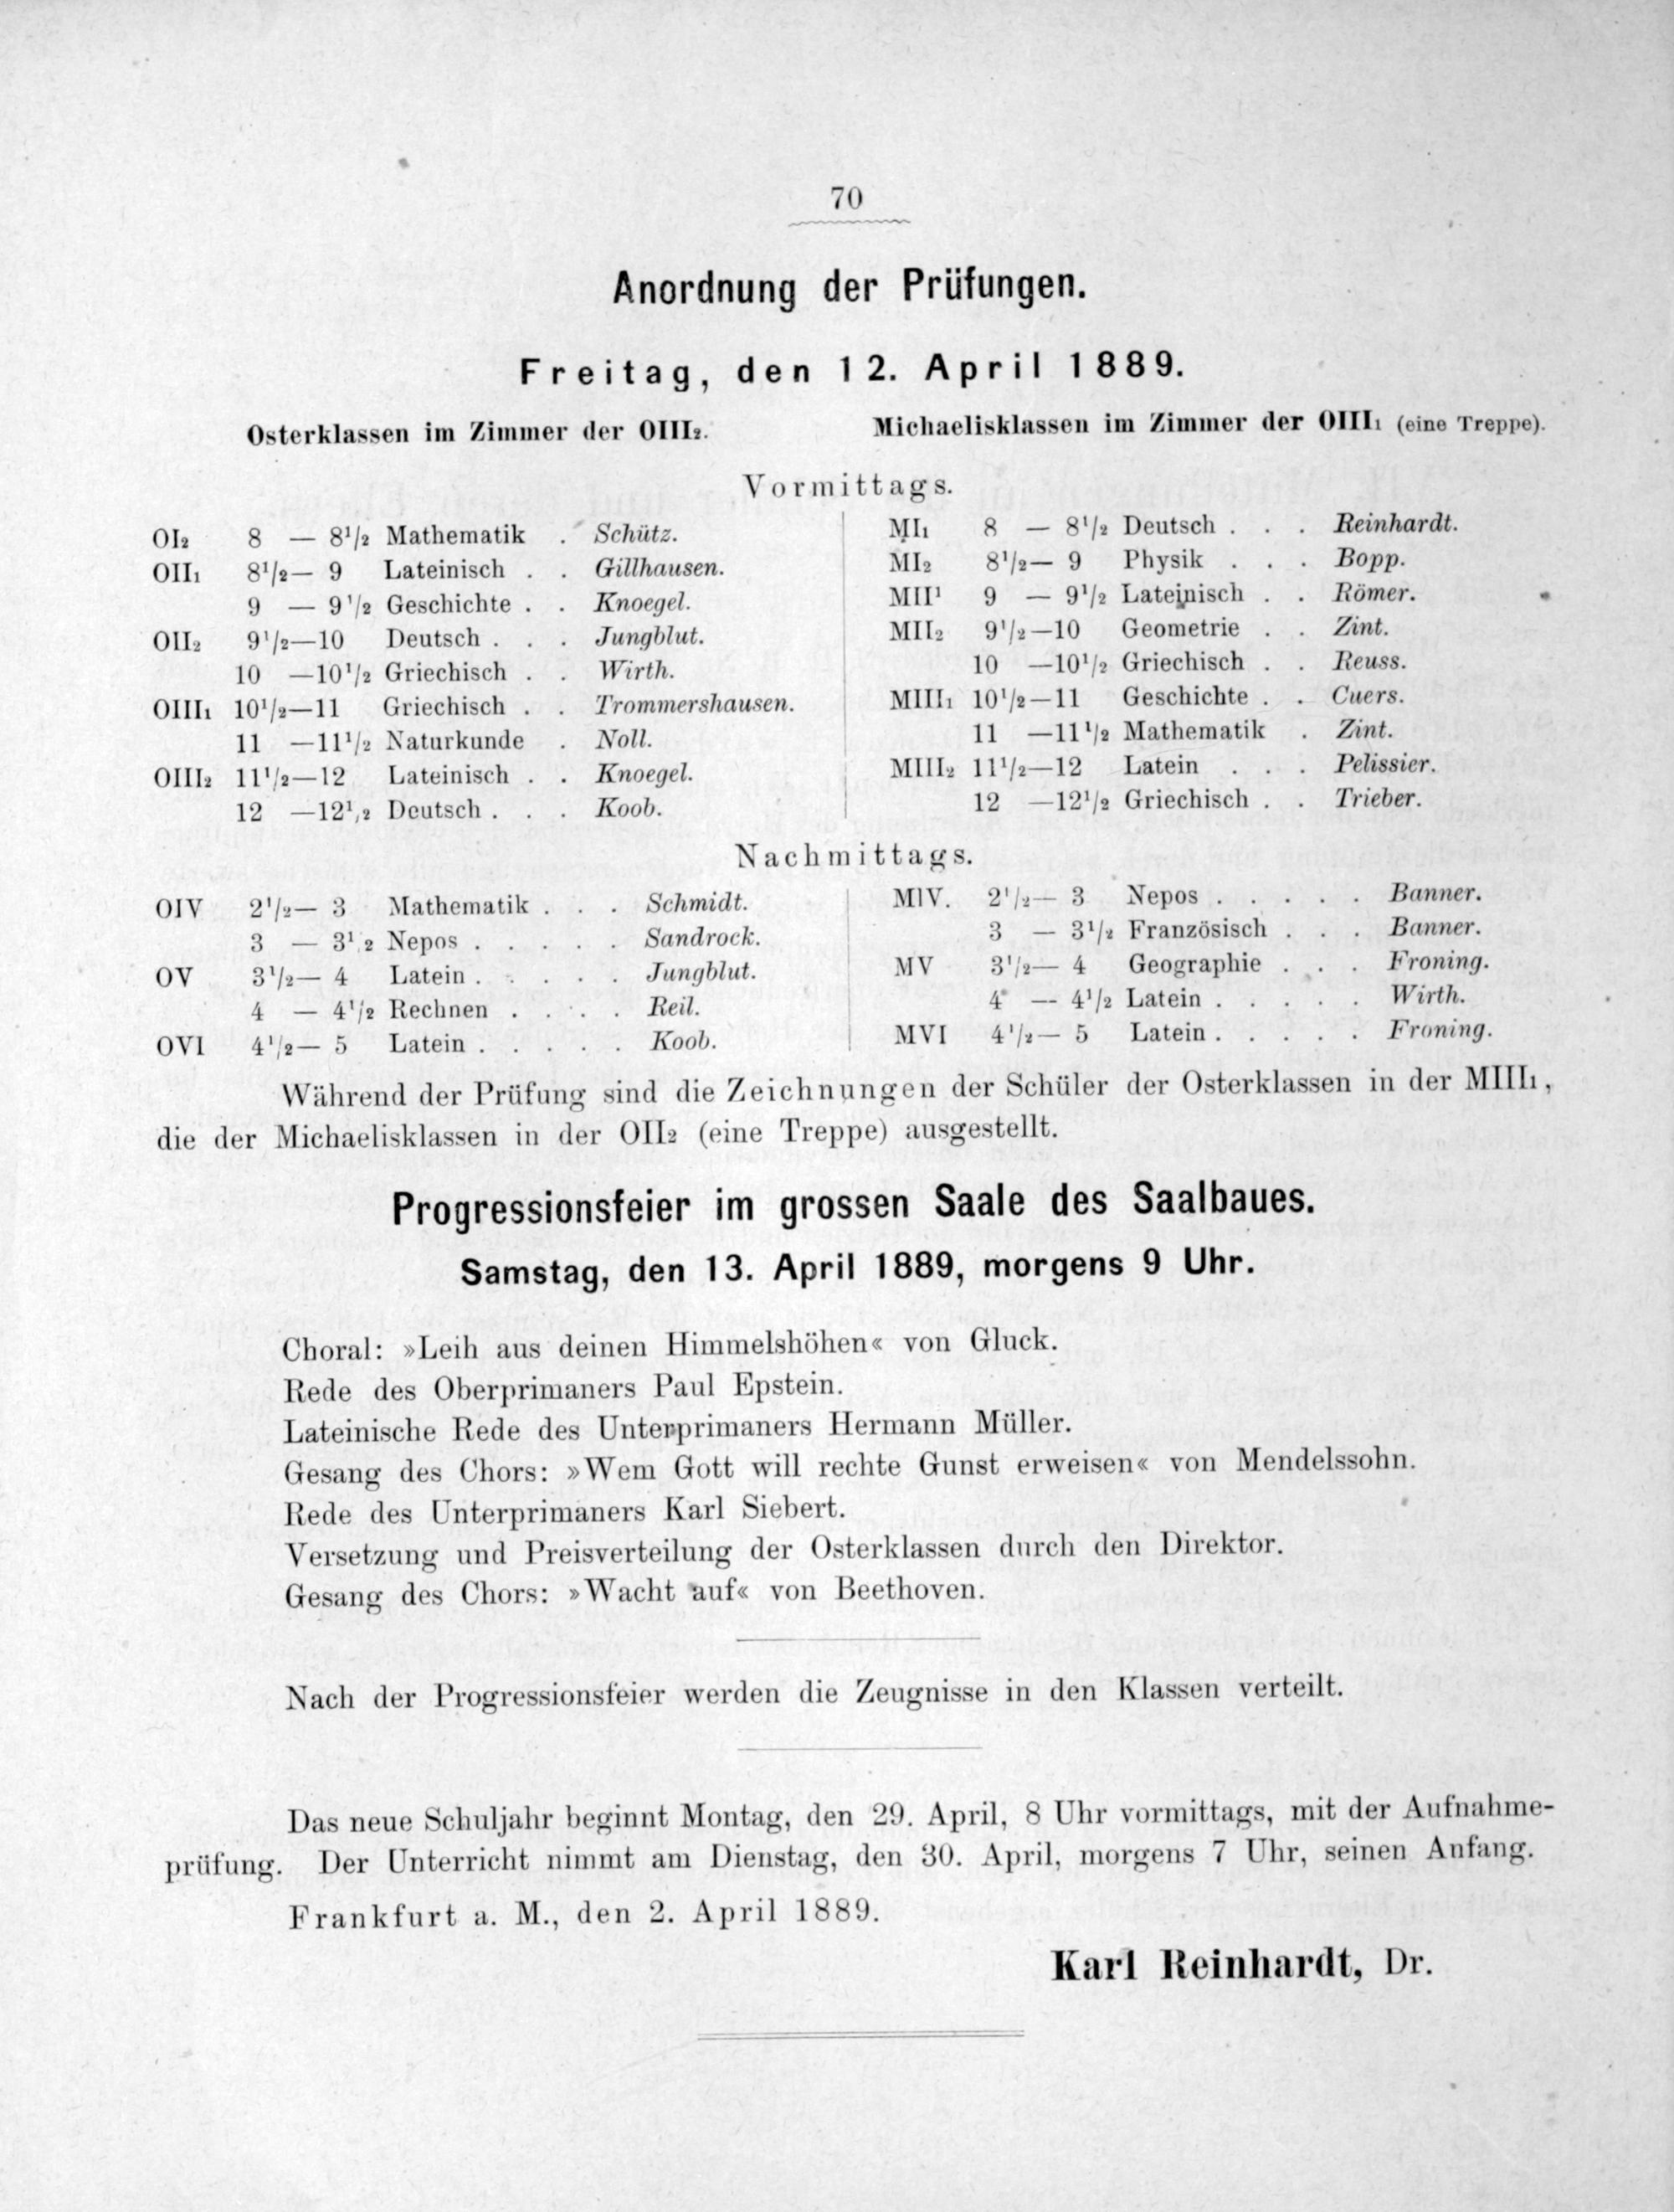 70
Anordnung der Prüfungen.
Freitag, den 12. April 1889.
Osterklassen im Zimmer der OIII₂.
Michaelisklassen im Zimmer der OIII₁ (eine Treppe).
Vormittags.
OI₂ 8 — 8¹/₂ Mathematik . Schütz.
OII₁ 8¹/₂— 9 Lateinisch . . Gillhausen.
9 — 9¹/₂ Geschichte . . Knoegel.
OII₂ 9¹/₂—10 Deutsch . . . Jungblut.
10 —10¹/₂ Griechisch . . Wirth.
OIII₁ 10¹/₂—11 Griechisch . . Trommershausen.
11 —11¹/₂ Naturkunde . Noll.
OIII₂ 11¹/₂—12 Lateinisch . . Knoegel.
12 —12¹/₂ Deutsch . . . Koob.
MI₁ 8 — 8¹/₂ Deutsch . . . Reinhardt.
MI₂ 8¹/₂— 9 Physik . . . Bopp.
MII¹ 9 — 9¹/₂ Lateinisch . . Römer.
MII₂ 9¹/₂—10 Geometrie . . Zint.
10 —10¹/₂ Griechisch . . Reuss.
MIII₁ 10¹/₂—11 Geschichte . . Cuers.
11 —11¹/₂ Mathematik . Zint.
MIII₂ 11¹/₂—12 Latein . . . Pelissier.
12 —12¹/₂ Griechisch . . Trieber.
Nachmittags.
OIV 2¹/₂— 3 Mathematik . . . Schmidt.
3 — 3¹/₂ Nepos . . . . . Sandrock.
OV 3¹/₂— 4 Latein . . . . . Jungblut.
4 — 4¹/₂ Rechnen . . . . Reil.
OVI 4¹/₂— 5 Latein . . . . . Koob.
MIV. 2¹/₂— 3 Nepos . . . . . Banner.
3 — 3¹/₂ Französisch . . . Banner.
MV 3¹/₂— 4 Geographie . . . Froning.
4 — 4¹/₂ Latein . . . . . Wirth.
MVI 4¹/₂— 5 Latein . . . . . Froning.
Während der Prüfung sind die Zeichnungen der Schüler der Osterklassen in der MIII₁,
die der Michaelisklassen in der OII₂ (eine Treppe) ausgestellt.
Progressionsfeier im grossen Saale des Saalbaues.
Samstag, den 13. April 1889, morgens 9 Uhr.
Choral: »Leih aus deinen Himmelshöhen« von Gluck.
Rede des Oberprimaners Paul Epstein.
Lateinische Rede des Unterprimaners Hermann Müller.
Gesang des Chors: »Wem Gott will rechte Gunst erweisen« von Mendelssohn.
Rede des Unterprimaners Karl Siebert.
Versetzung und Preisverteilung der Osterklassen durch den Direktor.
Gesang des Chors: »Wacht auf« von Beethoven.
Nach der Progressionsfeier werden die Zeugnisse in den Klassen verteilt.
Das neue Schuljahr beginnt Montag, den 29. April, 8 Uhr vormittags, mit der Aufnahme-
prüfung. Der Unterricht nimmt am Dienstag, den 30. April, morgens 7 Uhr, seinen Anfang.
Frankfurt a. M., den 2. April 1889.
Karl Reinhardt, Dr.